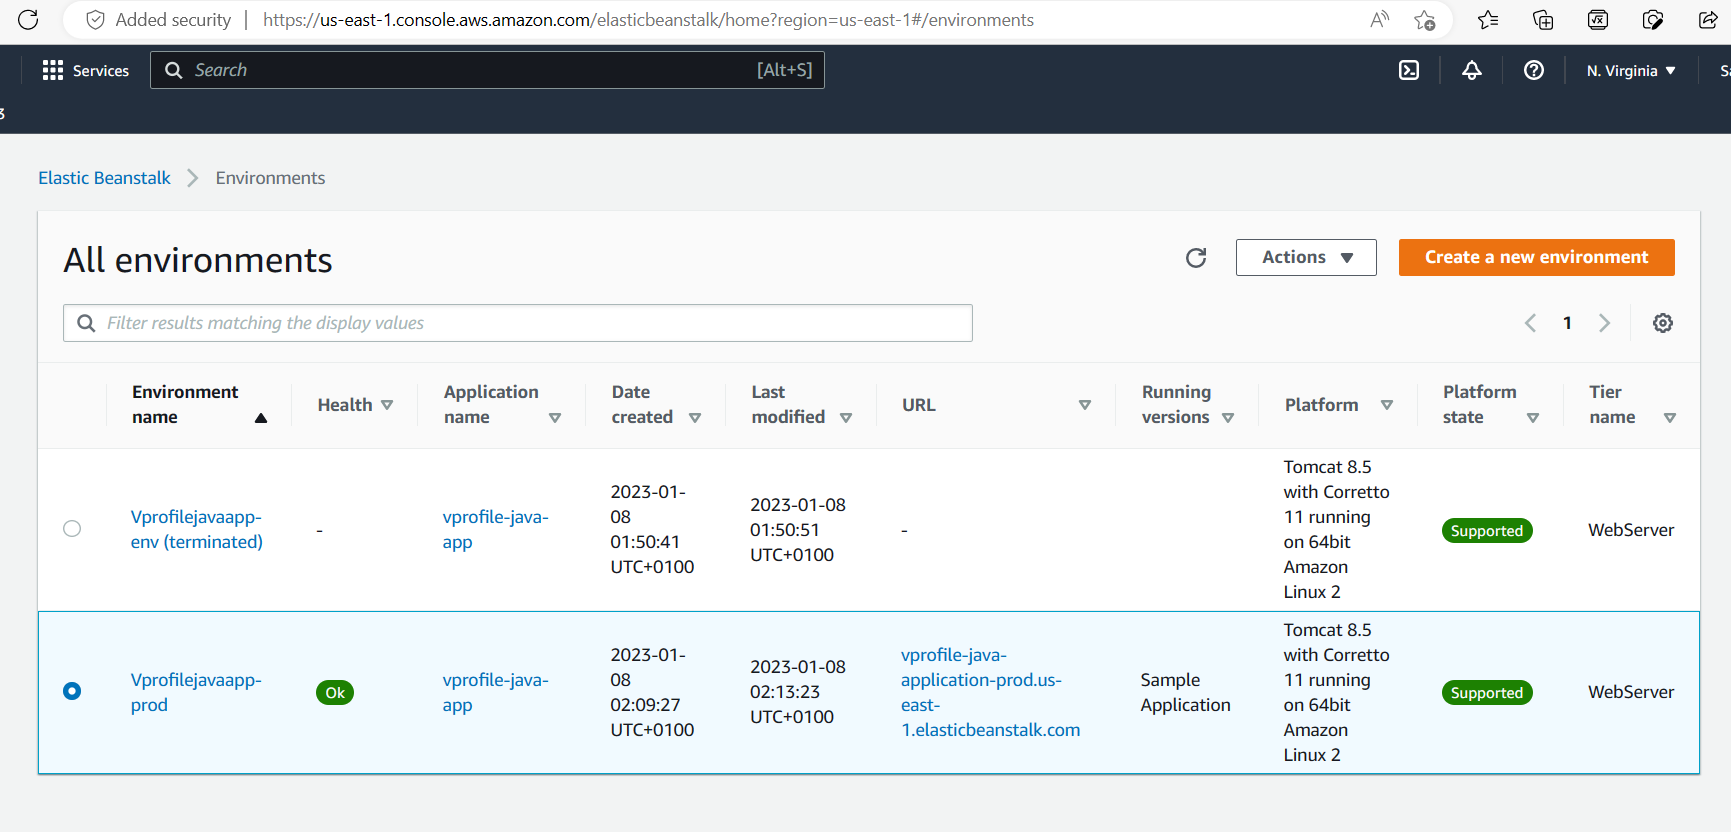 Added security | https://us-east-1.console.aws.amazon.com/elasticbeanstalk/home?region=us-east-1#/environments
Services
Search [Alt+S]
N. Virginia
Elastic Beanstalk > Environments
All environments
Actions
Create a new environment
Filter results matching the display values
1
Environment name
Health
Application name
Date created
Last modified
URL
Running versions
Platform
Platform state
Tier name
Vprofilejavaapp-
env (terminated)
-
vprofile-java-
app
2023-01-
08
01:50:41
UTC+0100
2023-01-08
01:50:51
UTC+0100
-
Tomcat 8.5
with Corretto
11 running
on 64bit
Amazon
Linux 2
Supported
WebServer
Vprofilejavaapp-
prod
Ok
vprofile-java-
app
2023-01-
08
02:09:27
UTC+0100
2023-01-08
02:13:23
UTC+0100
vprofile-java-
application-prod.us-
east-
1.elasticbeanstalk.com
Sample
Application
Tomcat 8.5
with Corretto
11 running
on 64bit
Amazon
Linux 2
Supported
WebServer